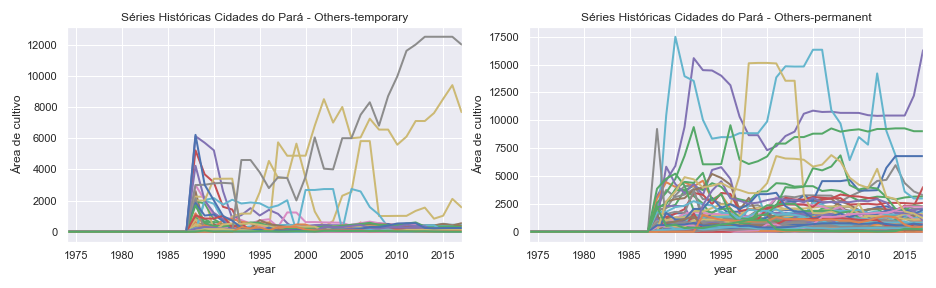 Séries Históricas Cidades do Pará - Others-temporary
Área de cultivo
12000
10000
8000
6000
4000
2000
0
1975 1980 1985 1990 1995 2000 2005 2010 2015
year
Séries Históricas Cidades do Pará - Others-permanent
Área de cultivo
17500
15000
12500
10000
7500
5000
2500
0
1975 1980 1985 1990 1995 2000 2005 2010 2015
year